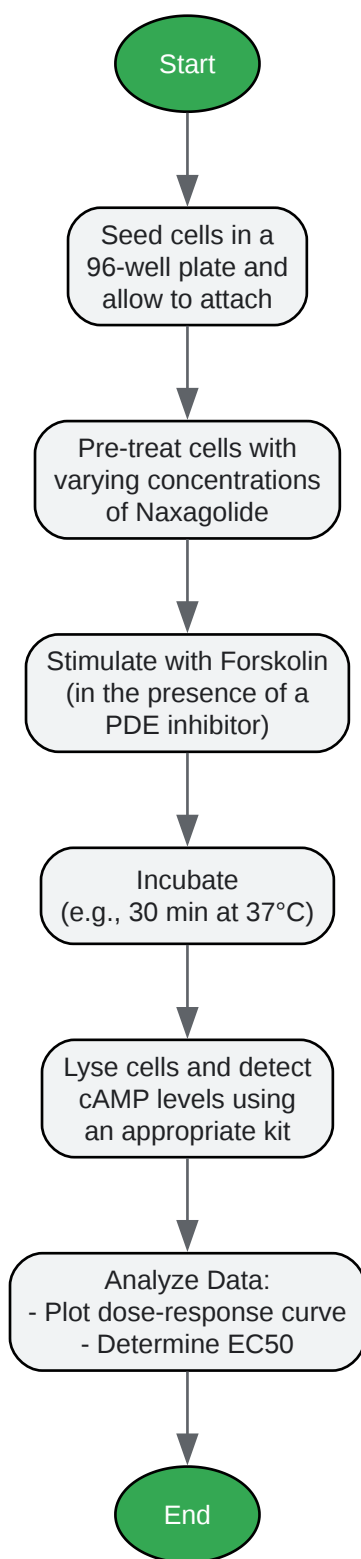 Start
Seed cells in a
96-well plate and
allow to attach
Pre-treat cells with
varying concentrations
of Naxagolide
Stimulate with Forskolin
(in the presence of a
PDE inhibitor)
Incubate
(e.g., 30 min at 37°C)
Lyse cells and detect
cAMP levels using
an appropriate kit
Analyze Data:
- Plot dose-response curve
- Determine EC50
End